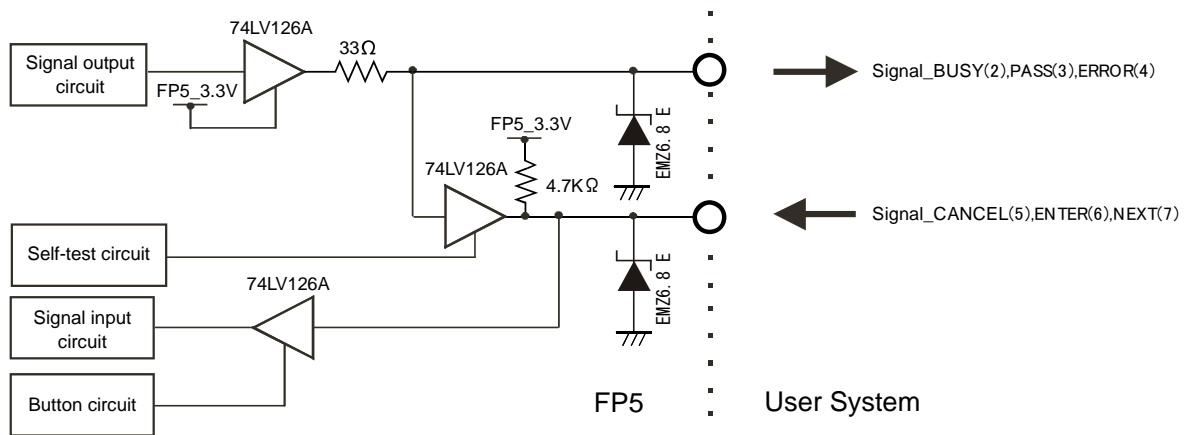 74LV126A
Signal output
circuit
33Ω
FP5_3.3V
Signal_BUSY(2),PASS(3),ERROR(4)
EMZ6. 8 E
FP5_3.3V
74LV126A
4.7KΩ
Signal_CANCEL(5),ENTER(6),NEXT(7)
Self-test circuit
EMZ6. 8 E
74LV126A
Signal input
circuit
Button circuit
FP5
User System